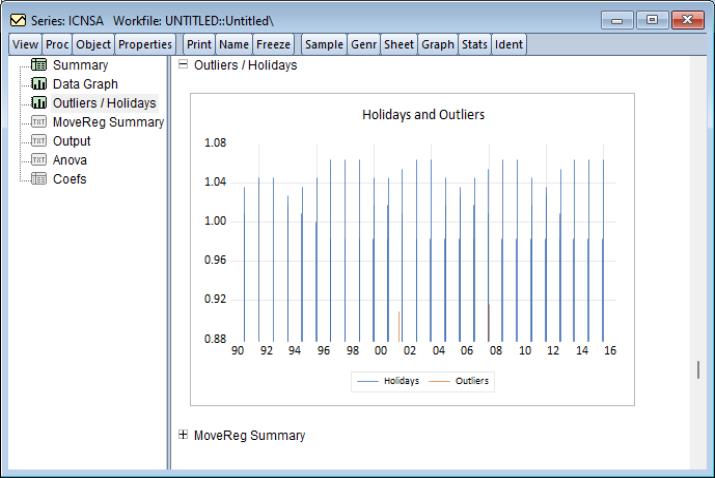 Series: ICNSA Workfile: UNTITLED::Untitled\
View Proc Object Properties Print Name Freeze Sample Genr Sheet Graph Stats Ident
Summary
Data Graph
Outliers / Holidays
MoveReg Summary
TXT
Output
TXT
Anova
TXT
Coefs
Outliers / Holidays
Holidays and Outliers
1.08
1.04
1.00
0.96
0.92
0.88
90 92 94 96 98 00 02 04 06 08 10 12 14 16
Holidays Outliers
MoveReg Summary